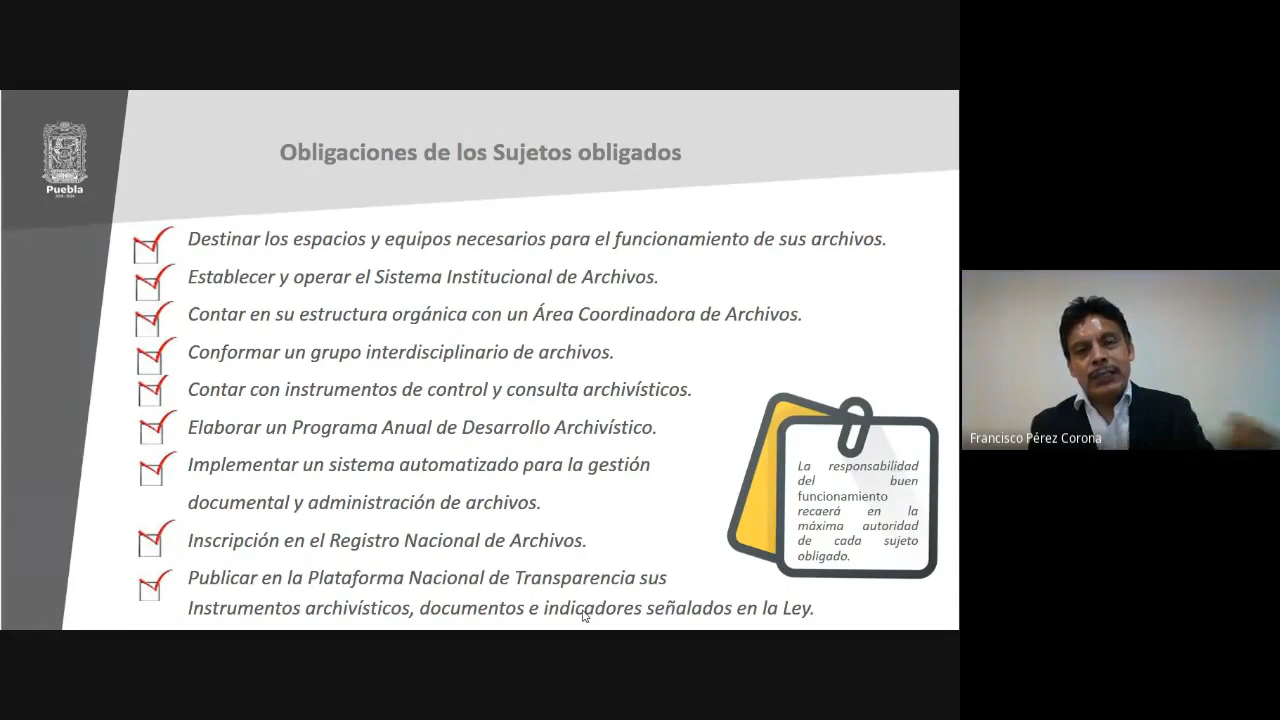 Puebla
Obligaciones de los Sujetos obligados
Destinar los espacios y equipos necesarios para el funcionamiento de sus archivos.
Establecer y operar el Sistema Institucional de Archivos.
Contar en su estructura orgánica con un Área Coordinadora de Archivos.
Conformar un grupo interdisciplinario de archivos.
Contar con instrumentos de control y consulta archivísticos.
Elaborar un Programa Anual de Desarrollo Archivístico.
Implementar un sistema automatizado para la gestión
documental y administración de archivos.
Inscripción en el Registro Nacional de Archivos.
Publicar en la Plataforma Nacional de Transparencia sus
Instrumentos archivísticos, documentos e indicadores señalados en la Ley.
La responsabilidad
del buen
funcionamiento
recaerá en la
máxima autoridad
de cada sujeto
obligado.
Francisco Pérez Corona